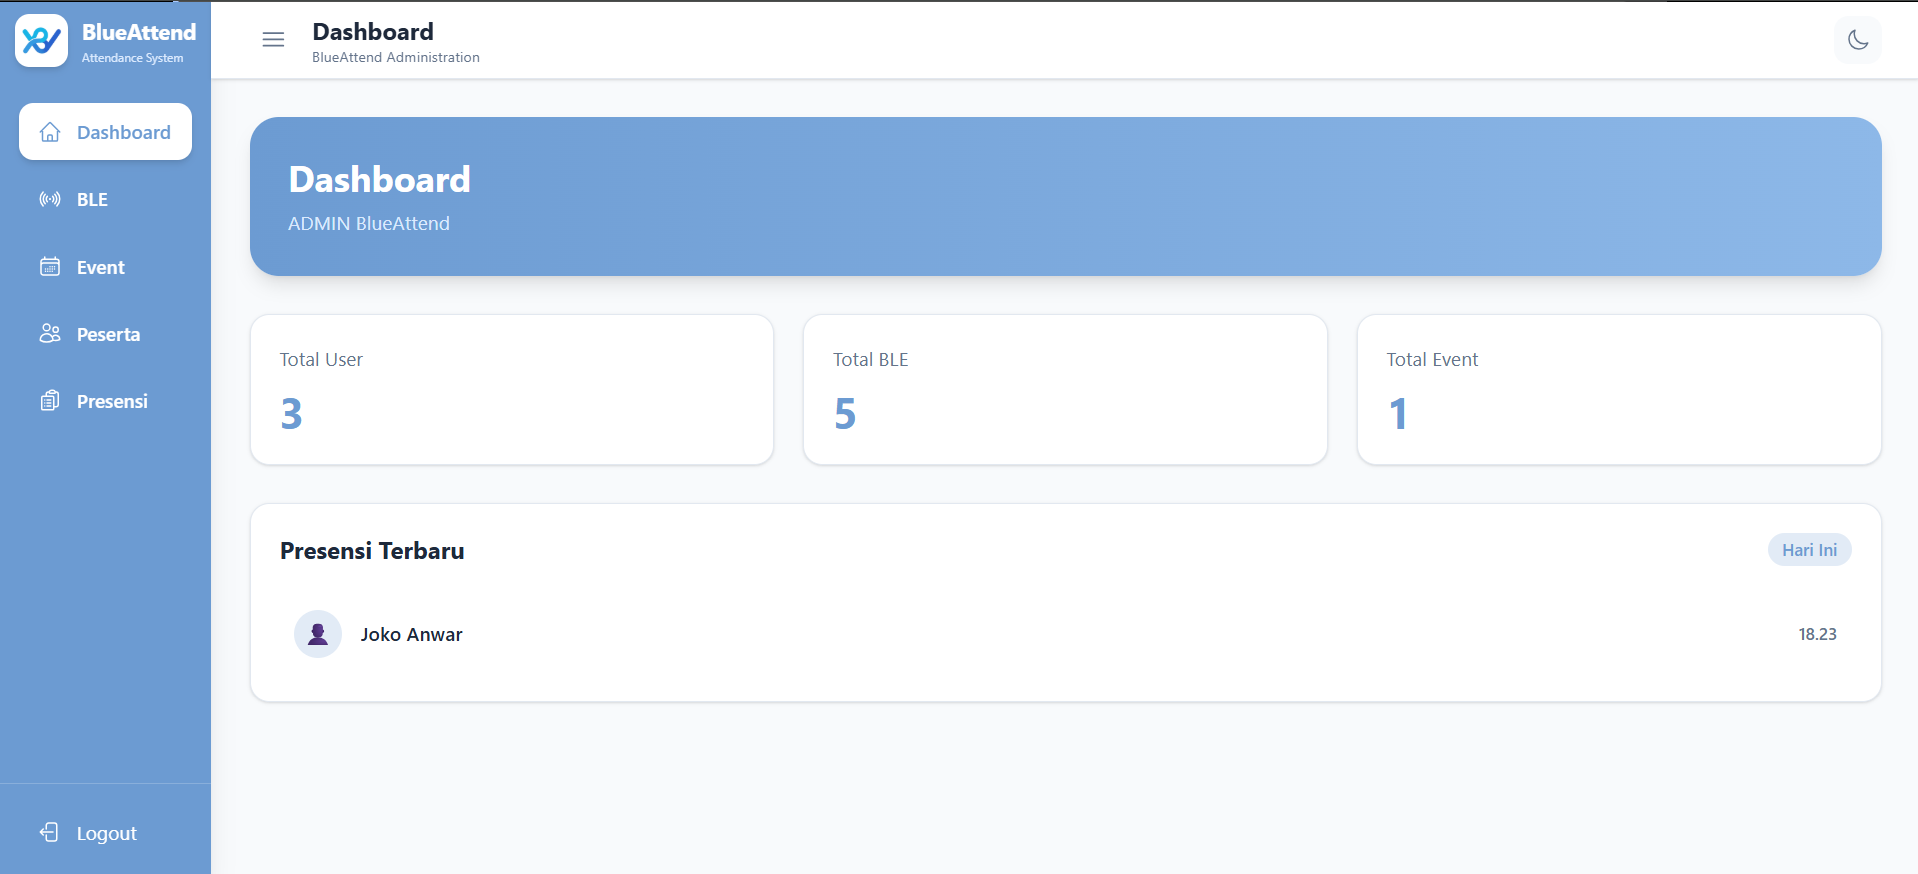 BlueAttend
Attendance System
Dashboard
BLE
Event
Peserta
Presensi
Logout
Dashboard
BlueAttend Administration
Dashboard
ADMIN BlueAttend
Total User
3
Total BLE
5
Total Event
1
Presensi Terbaru
Hari Ini
Joko Anwar
18.23